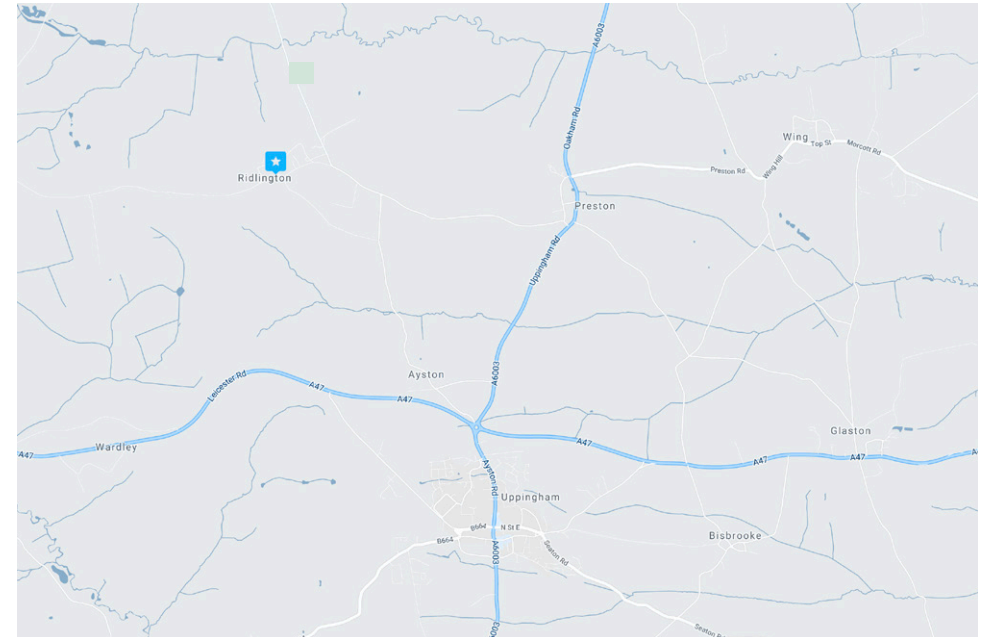 A6003
Oakham Rd
Wing
Top St
Morcott Rd
Preston Rd
Wing Hill
Ridlington
Preston
Uppingham Rd
Ayston
A6003
Leicester Rd
A47
A47
Glaston
A47
Wardley
A47
A47
A47
Ayston Rd
Uppingham
B664
N St E
B664
Bisbrooke
A6003
Seaton Rd
Seaton Rd